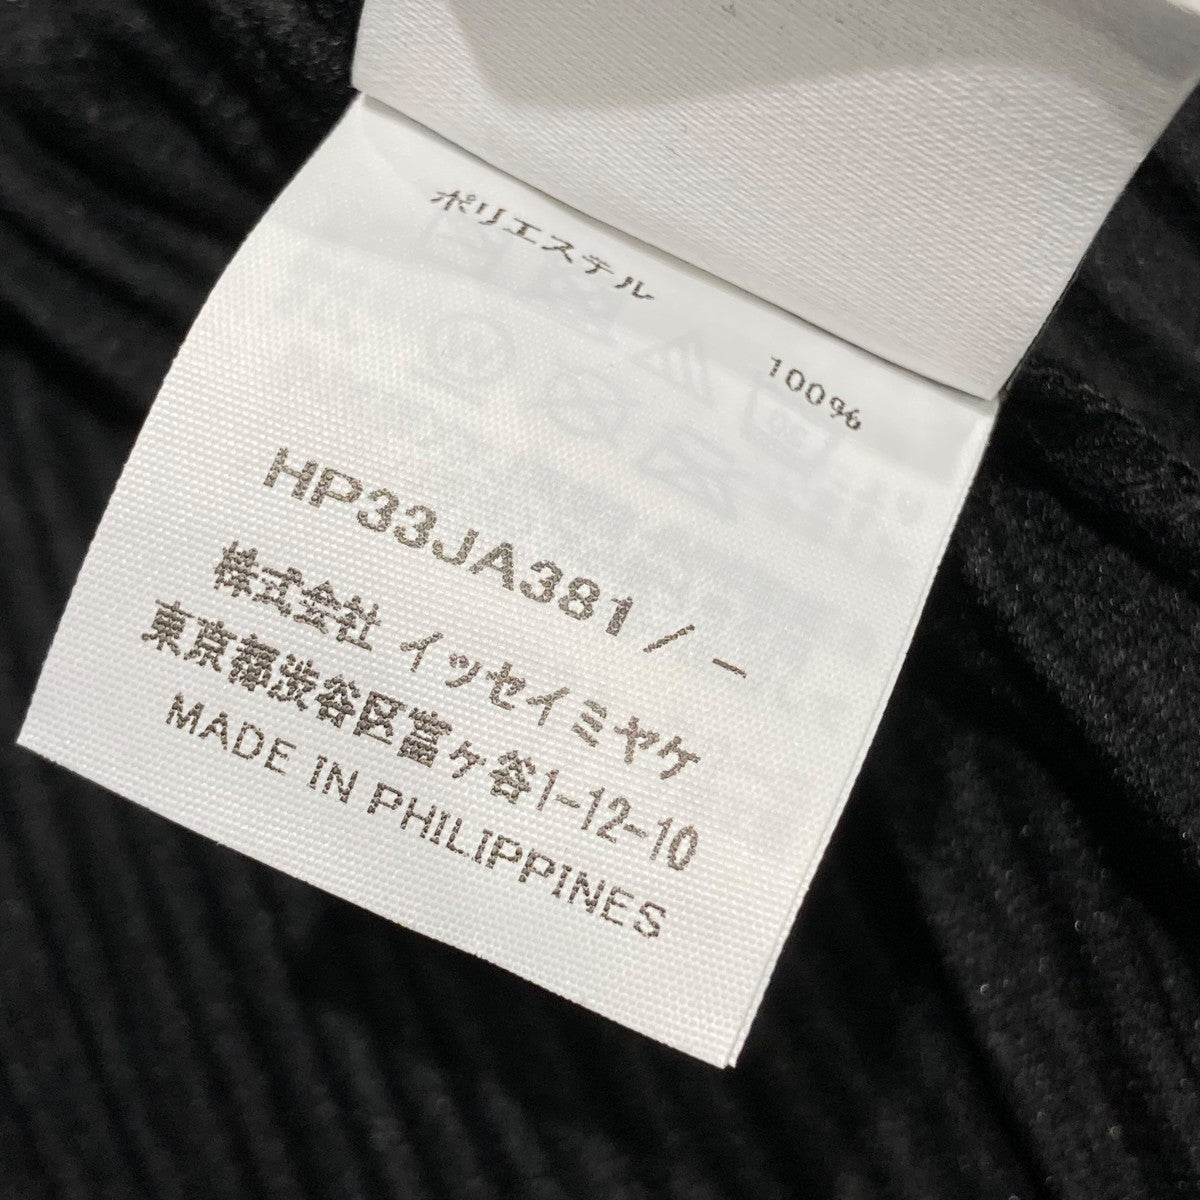 ポリエステル
100%
HP33JA381 / -
株式会社 イッセイミヤケ
東京都渋谷区富ヶ谷1-12-10
MADE IN PHILIPPINES